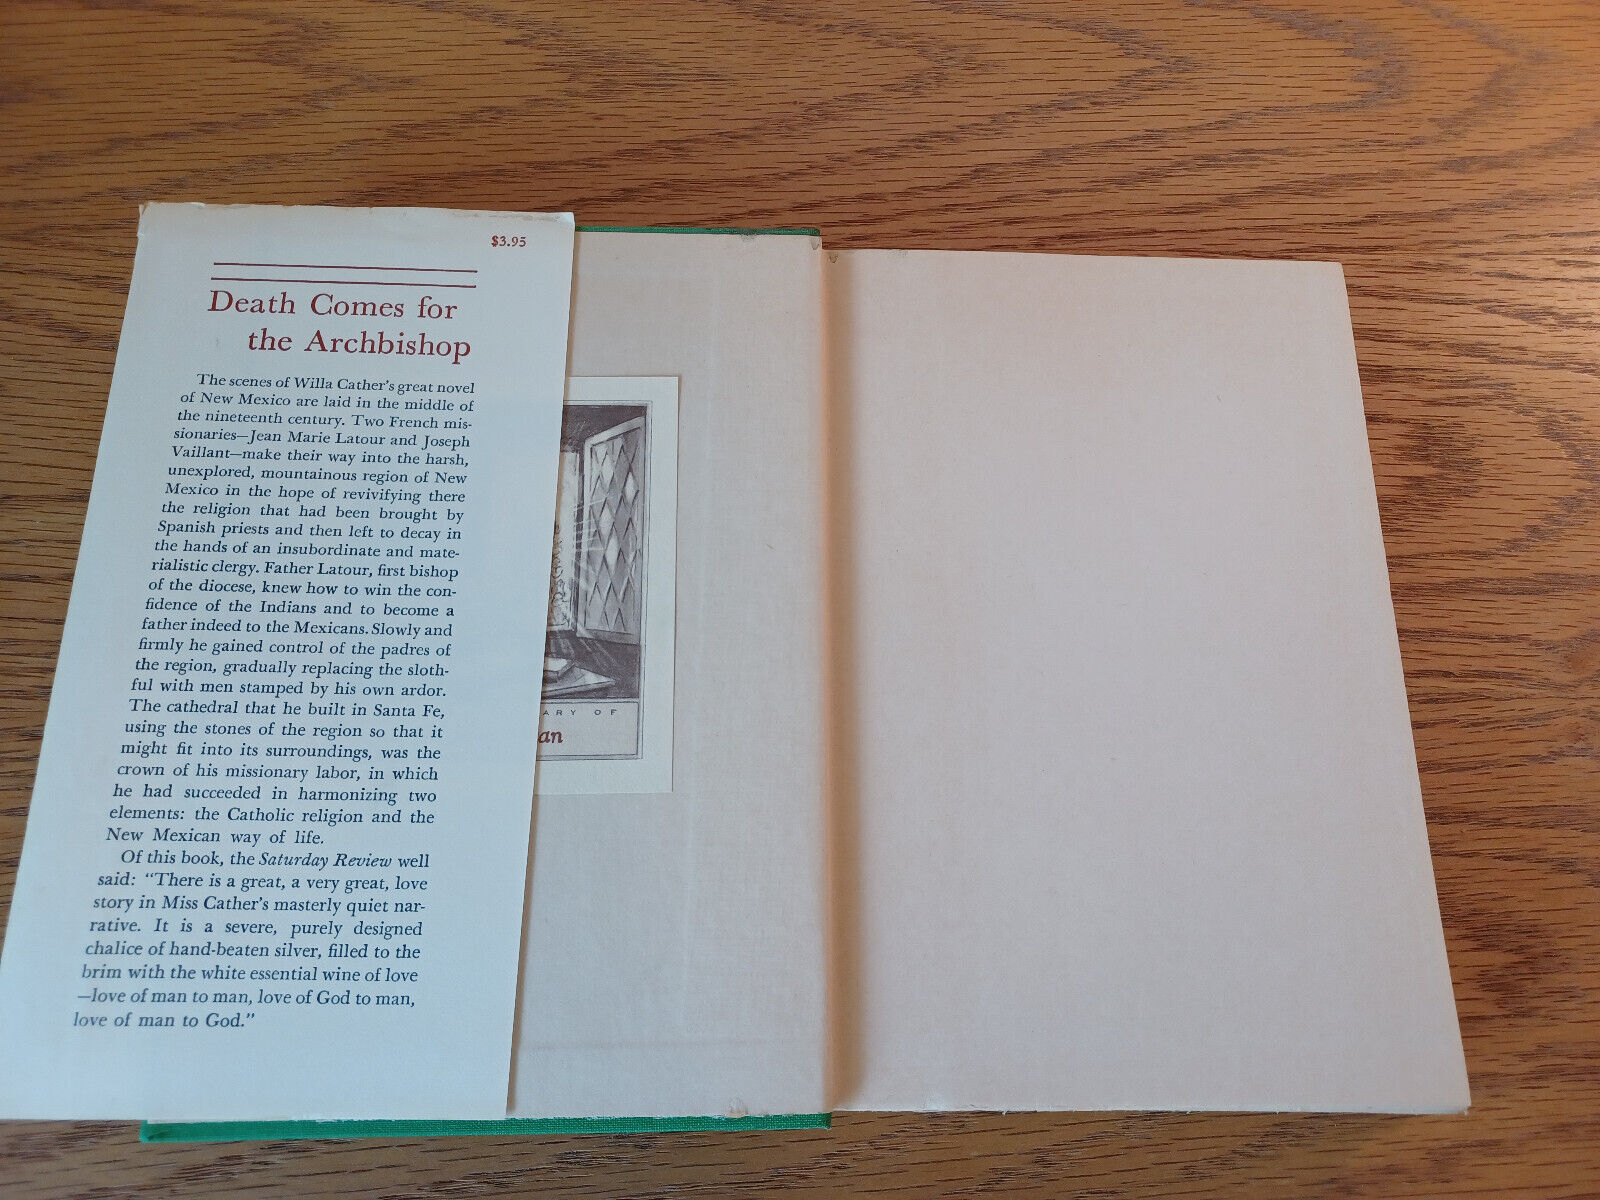 $3.95
Death Comes for
the Archbishop
The scenes of Willa Cather's great novel
of New Mexico are laid in the middle of
the nineteenth century. Two French mis-
sionaries—Jean Marie Latour and Joseph
Vaillant—make their way into the harsh,
unexplored, mountainous region of New
Mexico in the hope of revivifying there
the religion that had been brought by
Spanish priests and then left to decay in
the hands of an insubordinate and mate-
rialistic clergy. Father Latour, first bishop
of the diocese, knew how to win the con-
fidence of the Indians and to become a
father indeed to the Mexicans. Slowly and
firmly he gained control of the padres of
the region, gradually replacing the sloth-
ful with men stamped by his own ardor.
The cathedral that he built in Santa Fe,
using the stones of the region so that it
might fit into its surroundings, was the
crown of his missionary labor, in which
he had succeeded in harmonizing two
elements: the Catholic religion and the
New Mexican way of life.
Of this book, the Saturday Review well
said: "There is a great, a very great, love
story in Miss Cather's masterly quiet nar-
rative. It is a severe, purely designed
chalice of hand-beaten silver, filled to the
brim with the white essential wine of love
—love of man to man, love of God to man,
love of man to God."
ARY OF
an